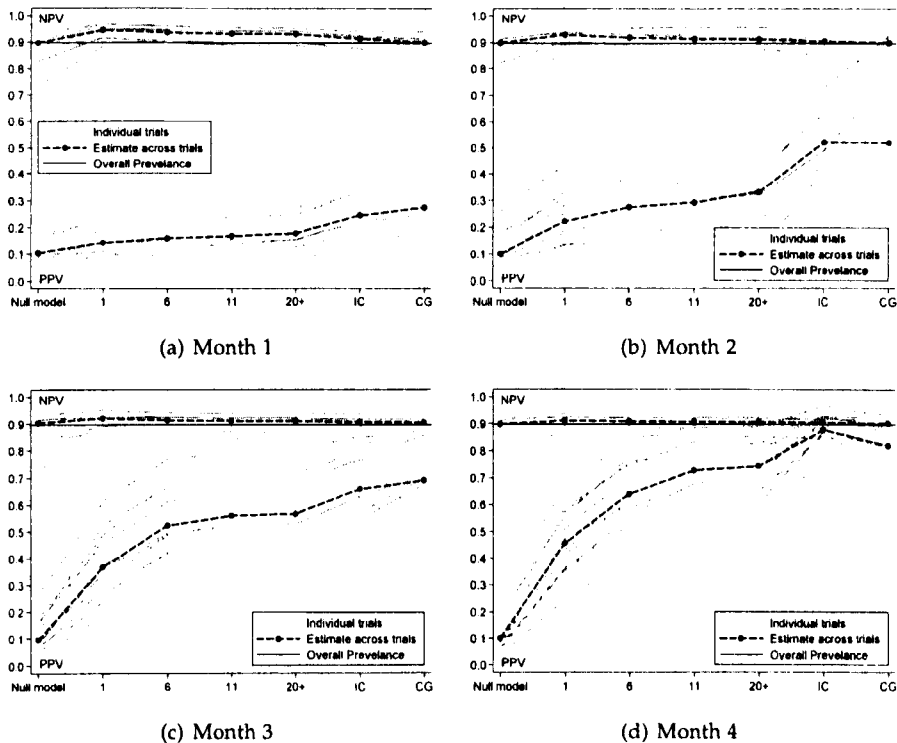 NPV
1.0
0.9
0.8
0.7
0.6
0.5
0.4
0.3
0.2
0.1
0.0
PPV
Individual trials
Estimate across trials
Overall Prevelance
Null model 1 6 11 20+ IC CG
(a) Month 1
NPV
1.0
0.9
0.8
0.7
0.6
0.5
0.4
0.3
0.2
0.1
0.0
PPV
Individual trials
Estimate across trials
Overall Prevelance
Null model 1 6 11 20+ IC CG
(b) Month 2
NPV
1.0
0.9
0.8
0.7
0.6
0.5
0.4
0.3
0.2
0.1
0.0
PPV
Individual trials
Estimate across trials
Overall Prevelance
Null model 1 6 11 20+ IC CG
(c) Month 3
NPV
1.0
0.9
0.8
0.7
0.6
0.5
0.4
0.3
0.2
0.1
0.0
PPV
Individual trials
Estimate across trials
Overall Prevelance
Null model 1 6 11 20+ IC CG
(d) Month 4